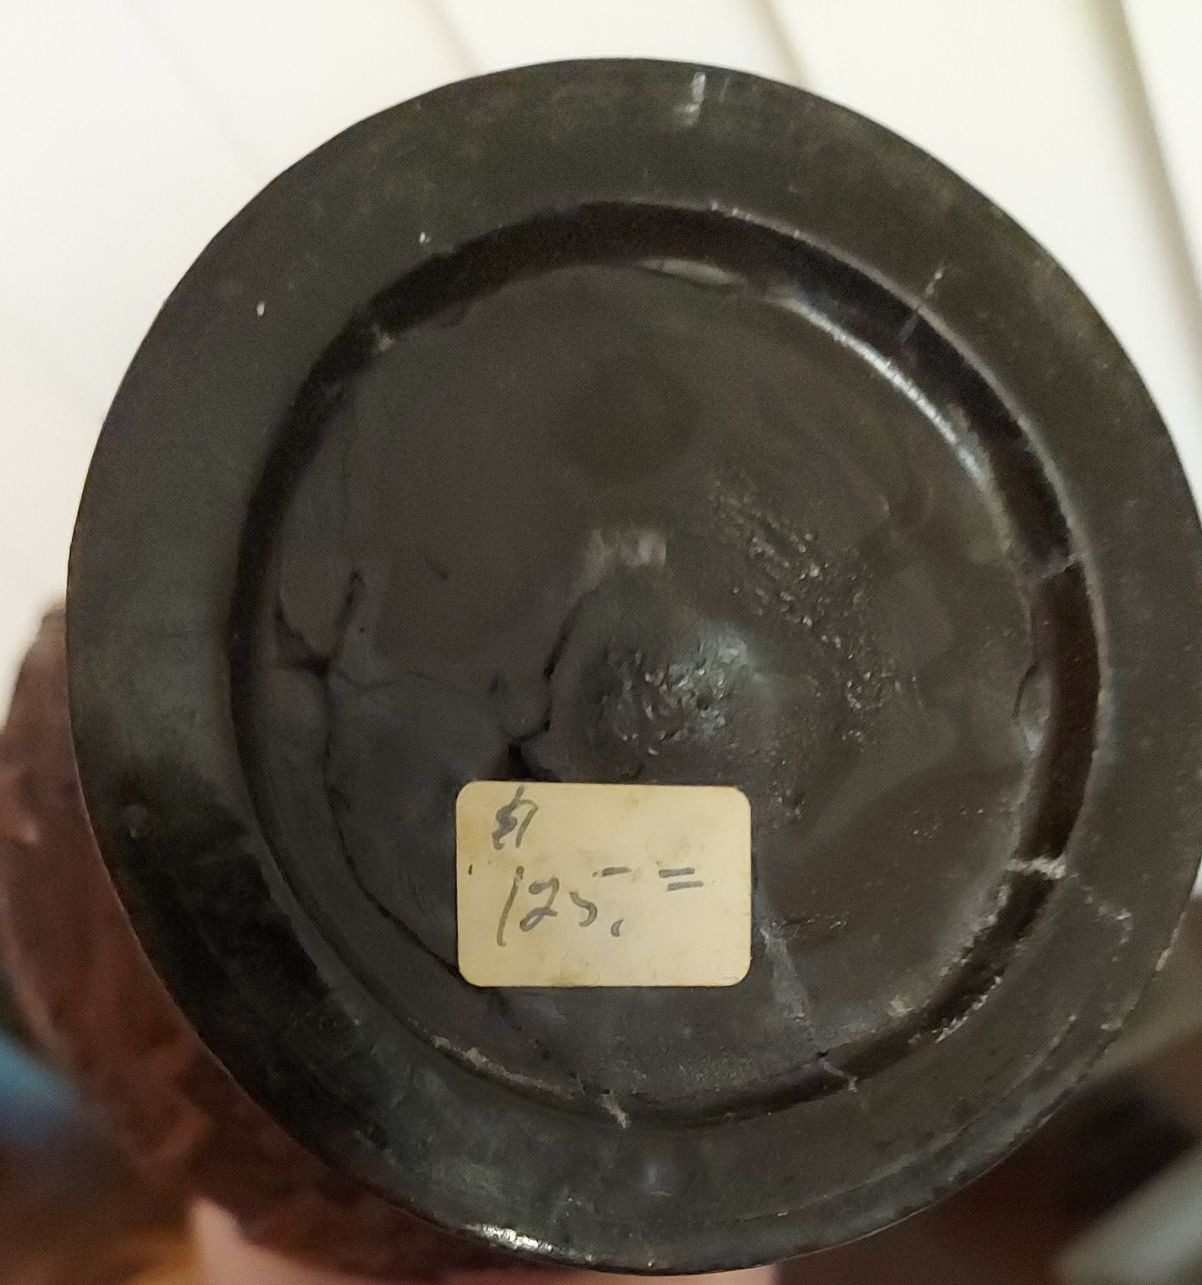 125,- =